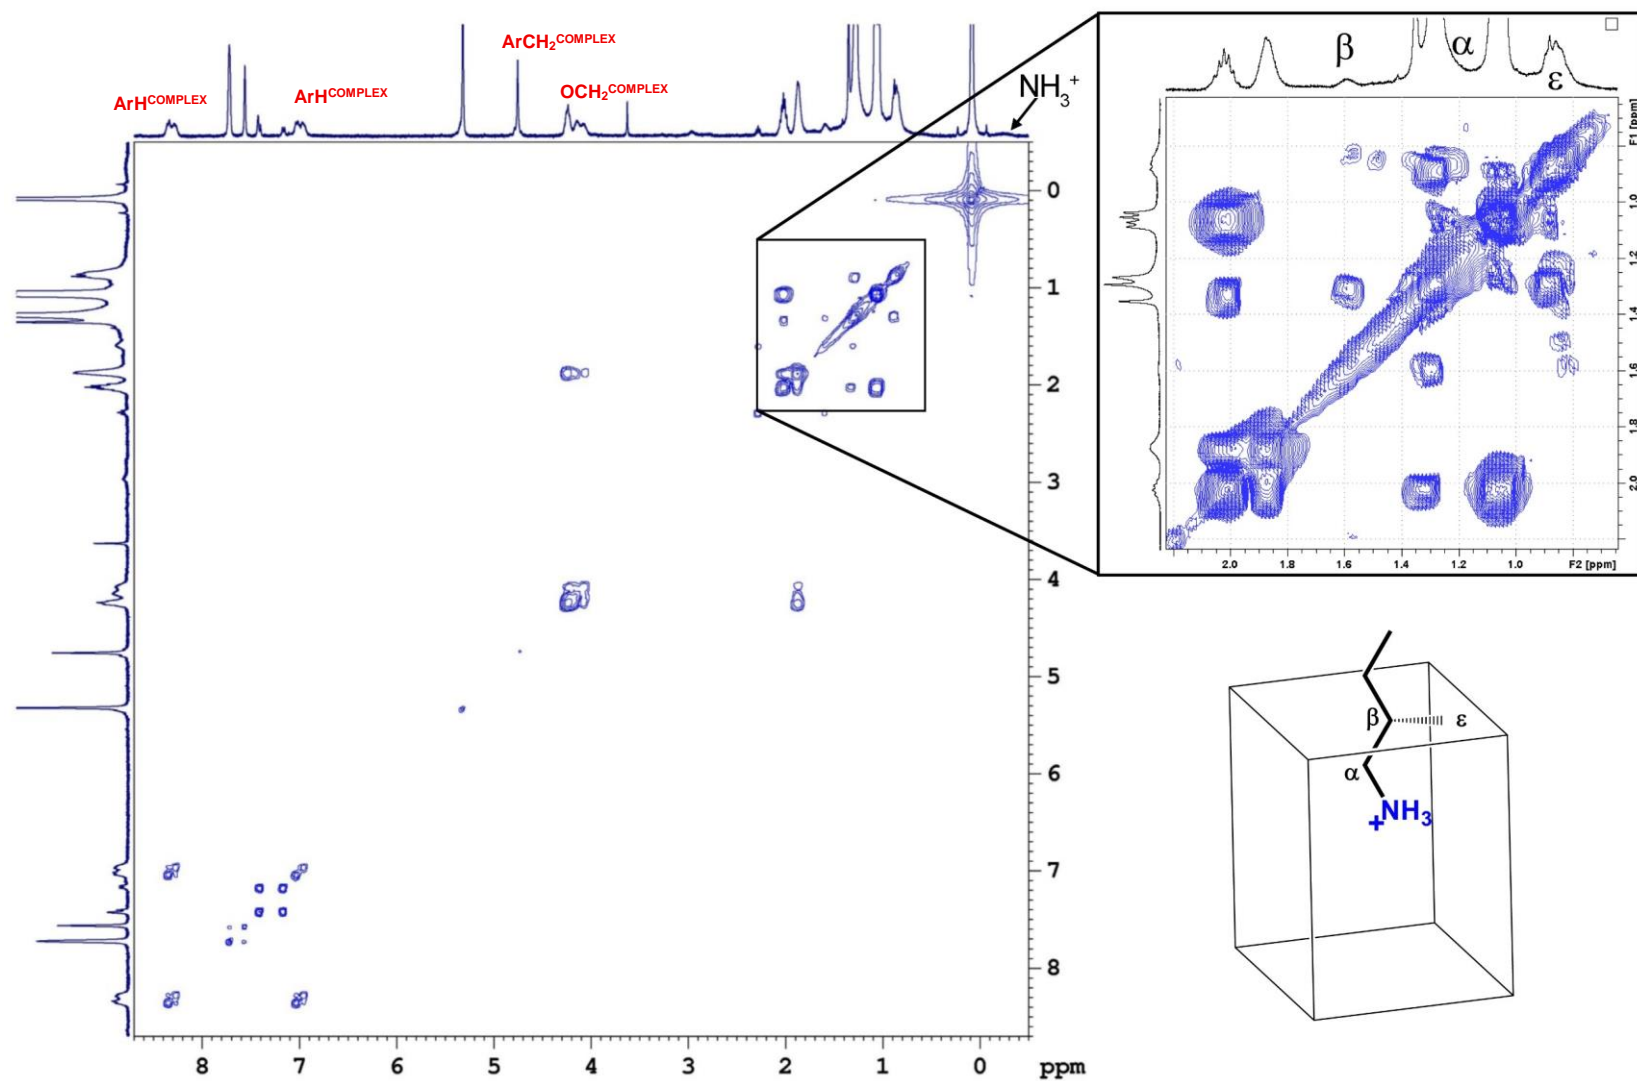 ArH^COMPLEX
ArH^COMPLEX
ArCH₂^COMPLEX
OCH₂^COMPLEX
NH₃⁺
0
1
2
3
4
5
6
7
8
8 7 6 5 4 3 2 1 0 ppm
β α
ε
F1 [ppm]
1.0
1.2
1.4
1.6
1.8
2.0
2.0 1.8 1.6 1.4 1.2 1.0 F2 [ppm]
β ε
α
+NH₃